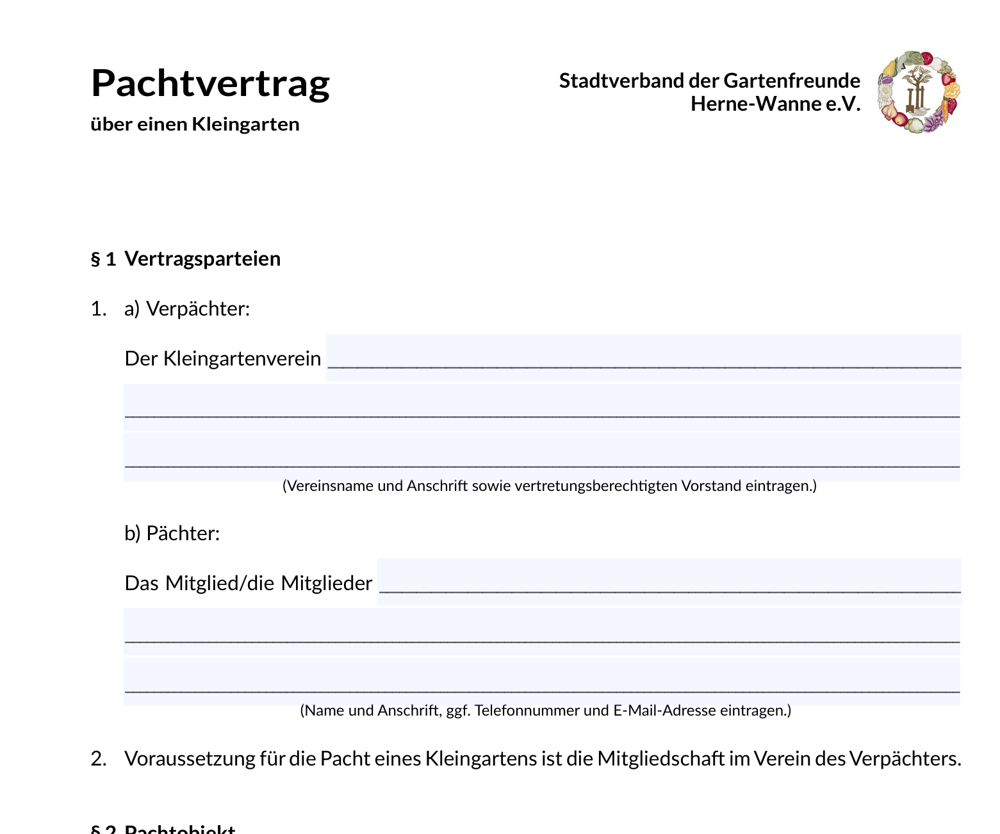 Pachtvertrag
über einen Kleingarten
Stadtverband der Gartenfreunde
Herne-Wanne e.V.
§ 1 Vertragsparteien
1. a) Verpächter:
Der Kleingartenverein
(Vereinsname und Anschrift sowie vertretungsberechtigten Vorstand eintragen.)
b) Pächter:
Das Mitglied/die Mitglieder
(Name und Anschrift, ggf. Telefonnummer und E-Mail-Adresse eintragen.)
2. Voraussetzung für die Pacht eines Kleingartens ist die Mitgliedschaft im Verein des Verpächters.
§ 2 Pachtobjekt